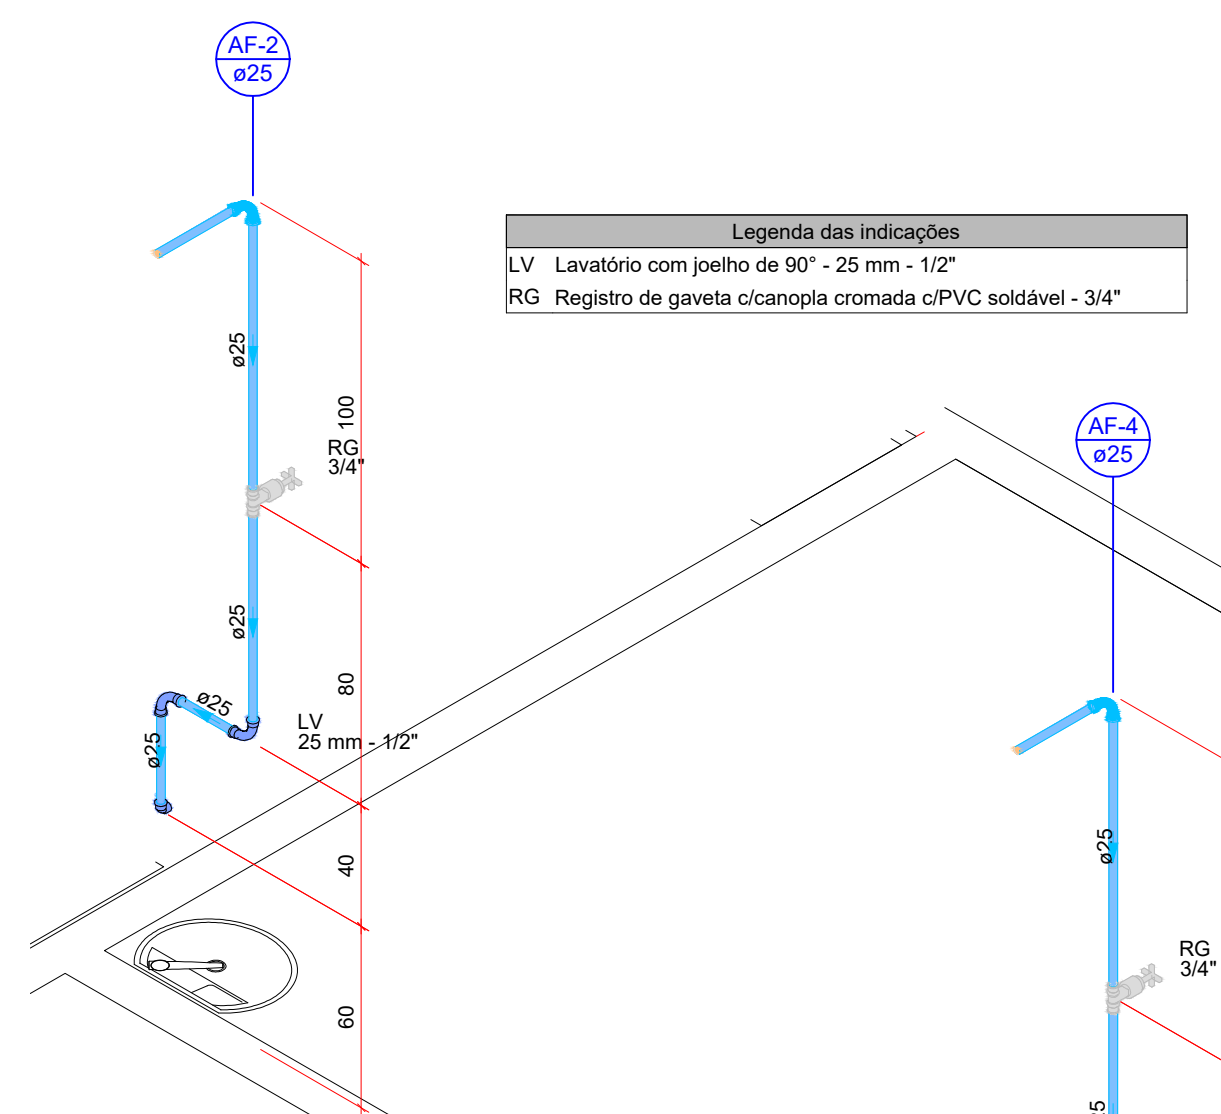 AF-2
ø25
Legenda das indicações
LV Lavatório com joelho de 90° - 25 mm - 1/2"
RG Registro de gaveta c/canopla cromada c/PVC soldável - 3/4"
ø25
100
RG
3/4"
AF-4
ø25
ø25
80
ø25
LV
25 mm - 1/2"
ø25
40
ø25
RG
3/4"
60